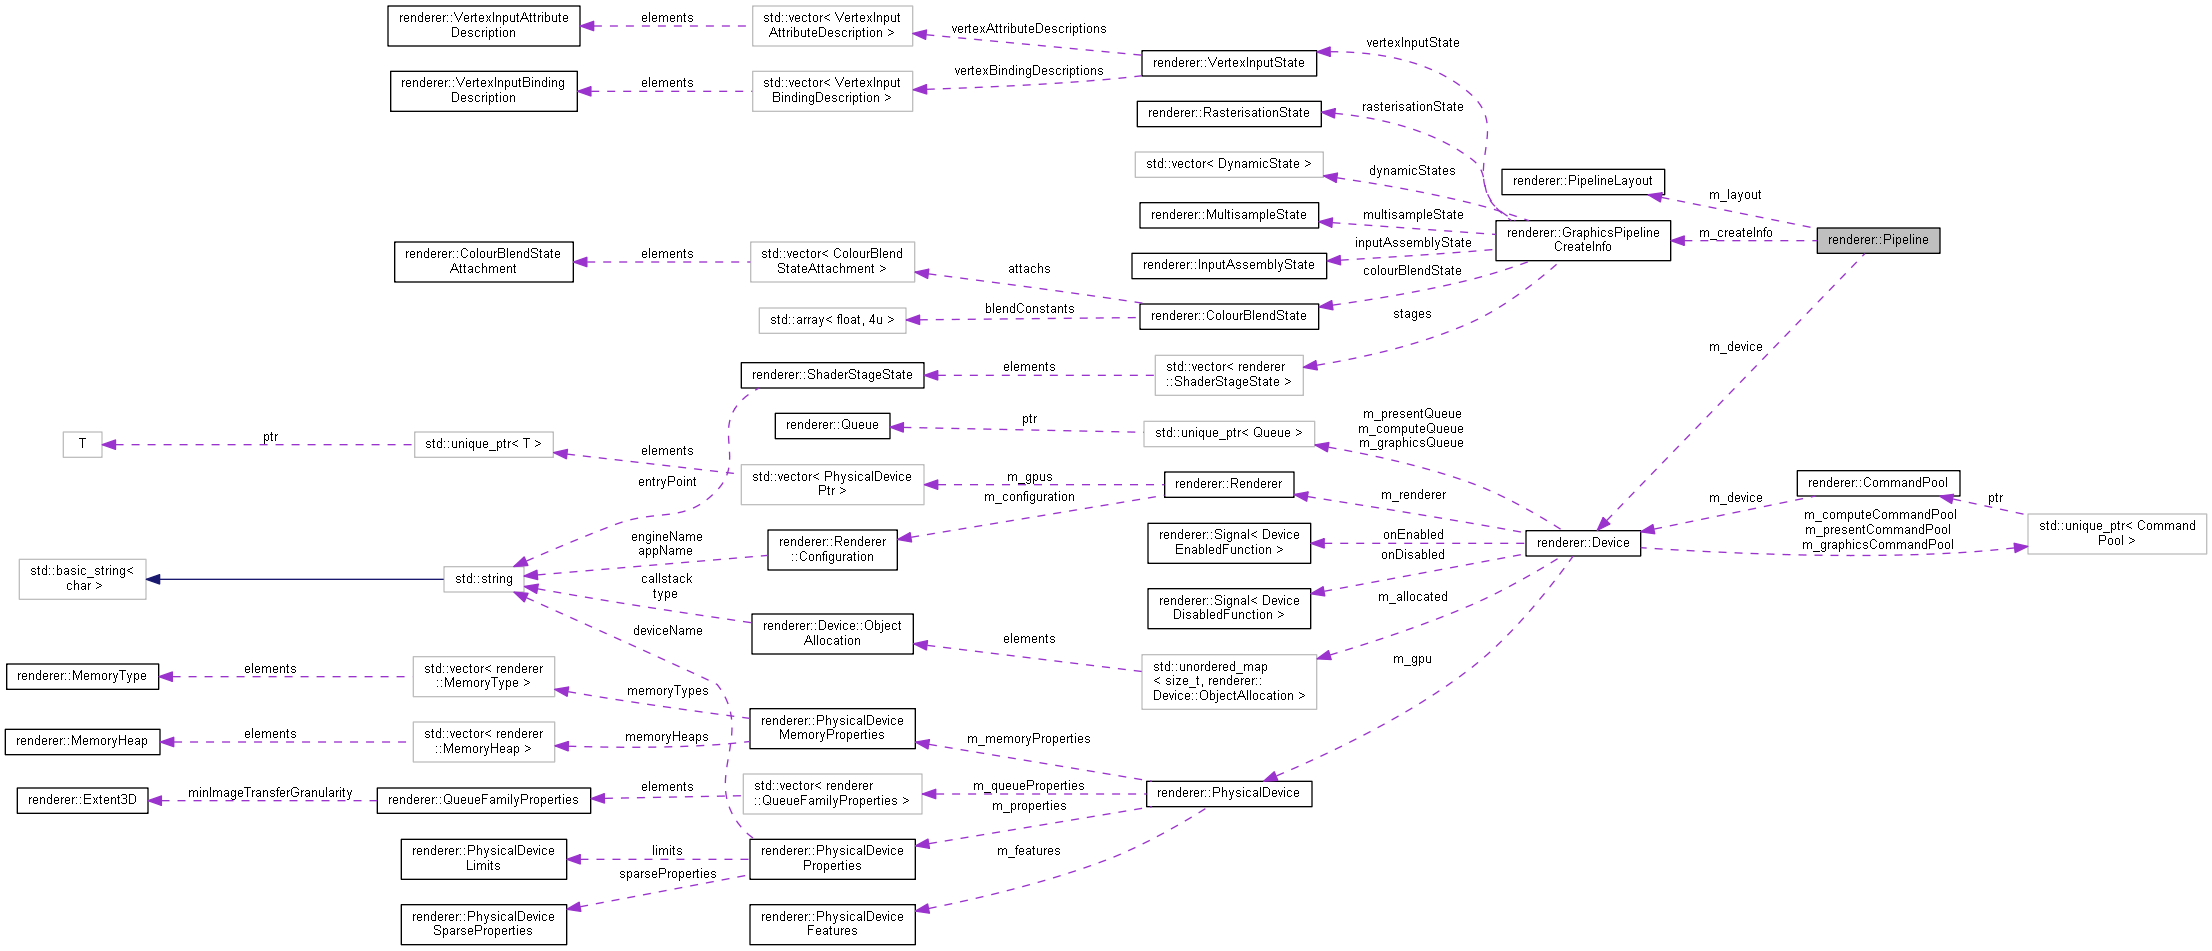 renderer::VertexInputAttribute
Description
elements
std::vector< VertexInput
AttributeDescription >
vertexAttributeDescriptions
renderer::VertexInputBinding
Description
elements
std::vector< VertexInput
BindingDescription >
vertexBindingDescriptions
renderer::VertexInputState
vertexInputState
renderer::RasterisationState
rasterisationState
std::vector< DynamicState >
dynamicStates
renderer::MultisampleState
multisampleState
renderer::InputAssemblyState
inputAssemblyState
renderer::ColourBlendState
Attachment
elements
std::vector< ColourBlend
StateAttachment >
attachs
std::array< float, 4u >
blendConstants
renderer::ColourBlendState
colourBlendState
renderer::GraphicsPipeline
CreateInfo
renderer::PipelineLayout
m_layout
m_createInfo
renderer::Pipeline
stages
m_device
renderer::ShaderStageState
elements
std::vector< renderer
::ShaderStageState >
renderer::Queue
ptr
std::unique_ptr< Queue >
m_presentQueue
m_computeQueue
m_graphicsQueue
T
ptr
std::unique_ptr< T >
elements
entryPoint
std::vector< PhysicalDevice
Ptr >
m_gpus
m_configuration
renderer::Renderer
m_renderer
renderer::CommandPool
m_device
ptr
m_computeCommandPool
m_presentCommandPool
m_graphicsCommandPool
std::unique_ptr< Command
Pool >
engineName
appName
renderer::Renderer
::Configuration
renderer::Signal< Device
EnabledFunction >
onEnabled
onDisabled
renderer::Device
std::basic_string<
char >
std::string
callstack
type
renderer::Signal< Device
DisabledFunction >
m_allocated
deviceName
renderer::Device::Object
Allocation
elements
std::unordered_map
< size_t, renderer::
Device::ObjectAllocation >
m_gpu
renderer::MemoryType
elements
std::vector< renderer
::MemoryType >
memoryTypes
renderer::PhysicalDevice
MemoryProperties
renderer::MemoryHeap
elements
std::vector< renderer
::MemoryHeap >
memoryHeaps
m_memoryProperties
renderer::Extent3D
minImageTransferGranularity
renderer::QueueFamilyProperties
elements
std::vector< renderer
::QueueFamilyProperties >
m_queueProperties
m_properties
renderer::PhysicalDevice
renderer::PhysicalDevice
Limits
limits
sparseProperties
renderer::PhysicalDevice
Properties
m_features
renderer::PhysicalDevice
SparseProperties
renderer::PhysicalDevice
Features